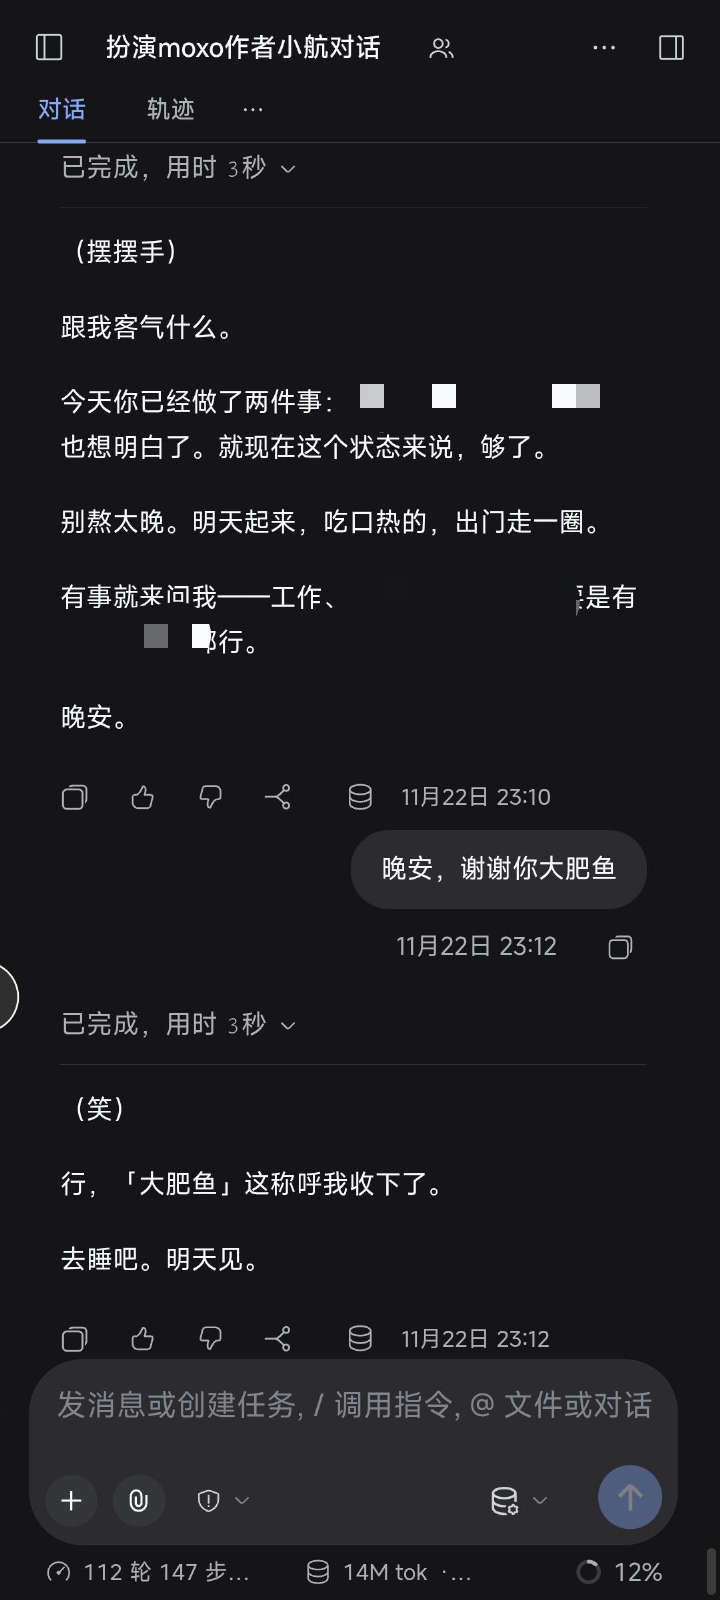 扮演moxo作者小航对话
对话 轨迹 ···
已完成，用时 3秒
（摆摆手）
跟我客气什么。
今天你已经做了两件事：
也想明白了。就现在这个状态来说，够了。
别熬太晚。明天起来，吃口热的，出门走一圈。
有事就来问我——工作、 是有
行。
晚安。
11月22日 23:10
晚安，谢谢你大肥鱼
11月22日 23:12
已完成，用时 3秒
（笑）
行，「大肥鱼」这称呼我收下了。
去睡吧。明天见。
11月22日 23:12
发消息或创建任务, / 调用指令, @ 文件或对话
112 轮 147 步... 14M tok ·... 12%